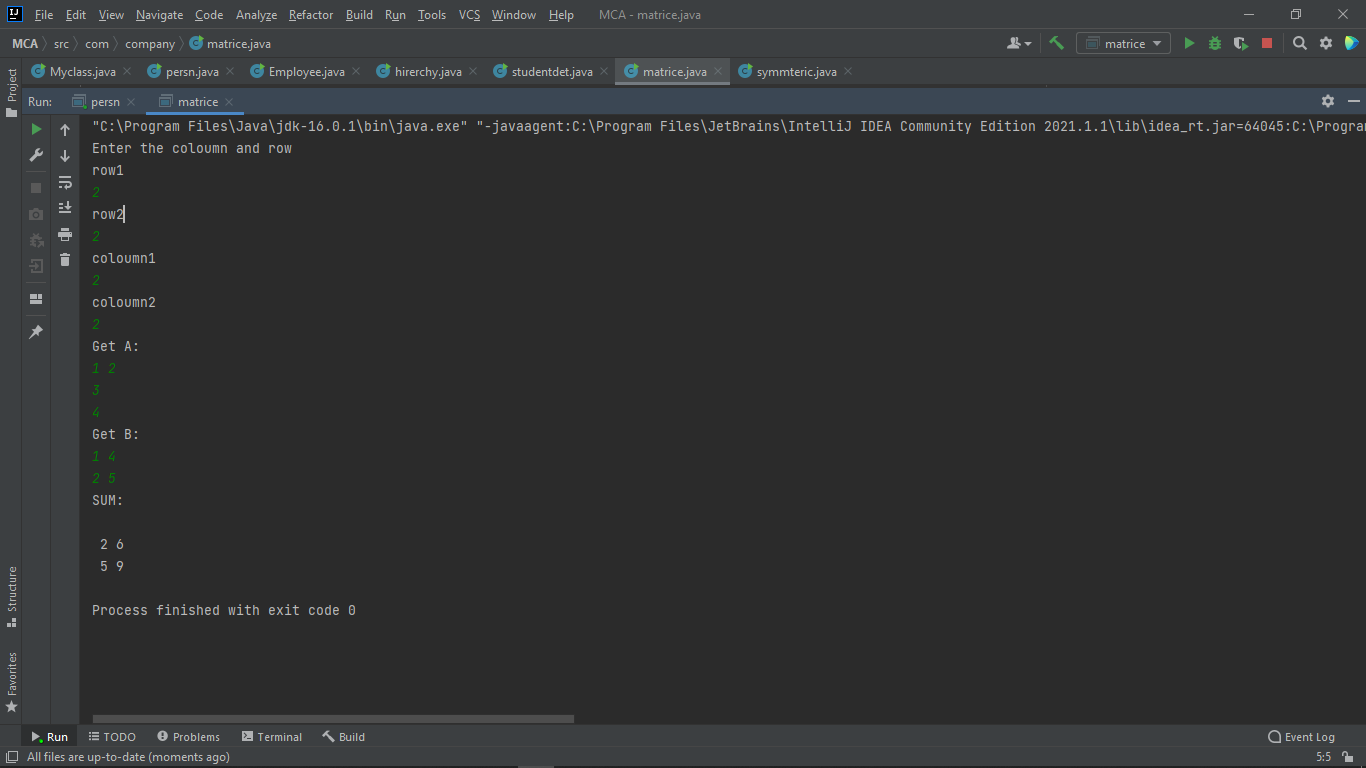 File Edit View Navigate Code Analyze Refactor Build Run Tools VCS Window Help MCA - matrice.java
MCA src com company matrice.java matrice
Myclass.java persn.java Employee.java hirerchy.java studentdet.java matrice.java symmteric.java
Project
Run: persn matrice
"C:\Program Files\Java\jdk-16.0.1\bin\java.exe" "-javaagent:C:\Program Files\JetBrains\IntelliJ IDEA Community Edition 2021.1.1\lib\idea_rt.jar=64045:C:\Program
Enter the coloumn and row
row1
2
row2
2
coloumn1
2
coloumn2
2
Get A:
1 2
3
4
Get B:
1 4
2 5
SUM:
2 6
5 9
Process finished with exit code 0
Structure
Favorites
Run TODO Problems Terminal Build Event Log
All files are up-to-date (moments ago) 5:5